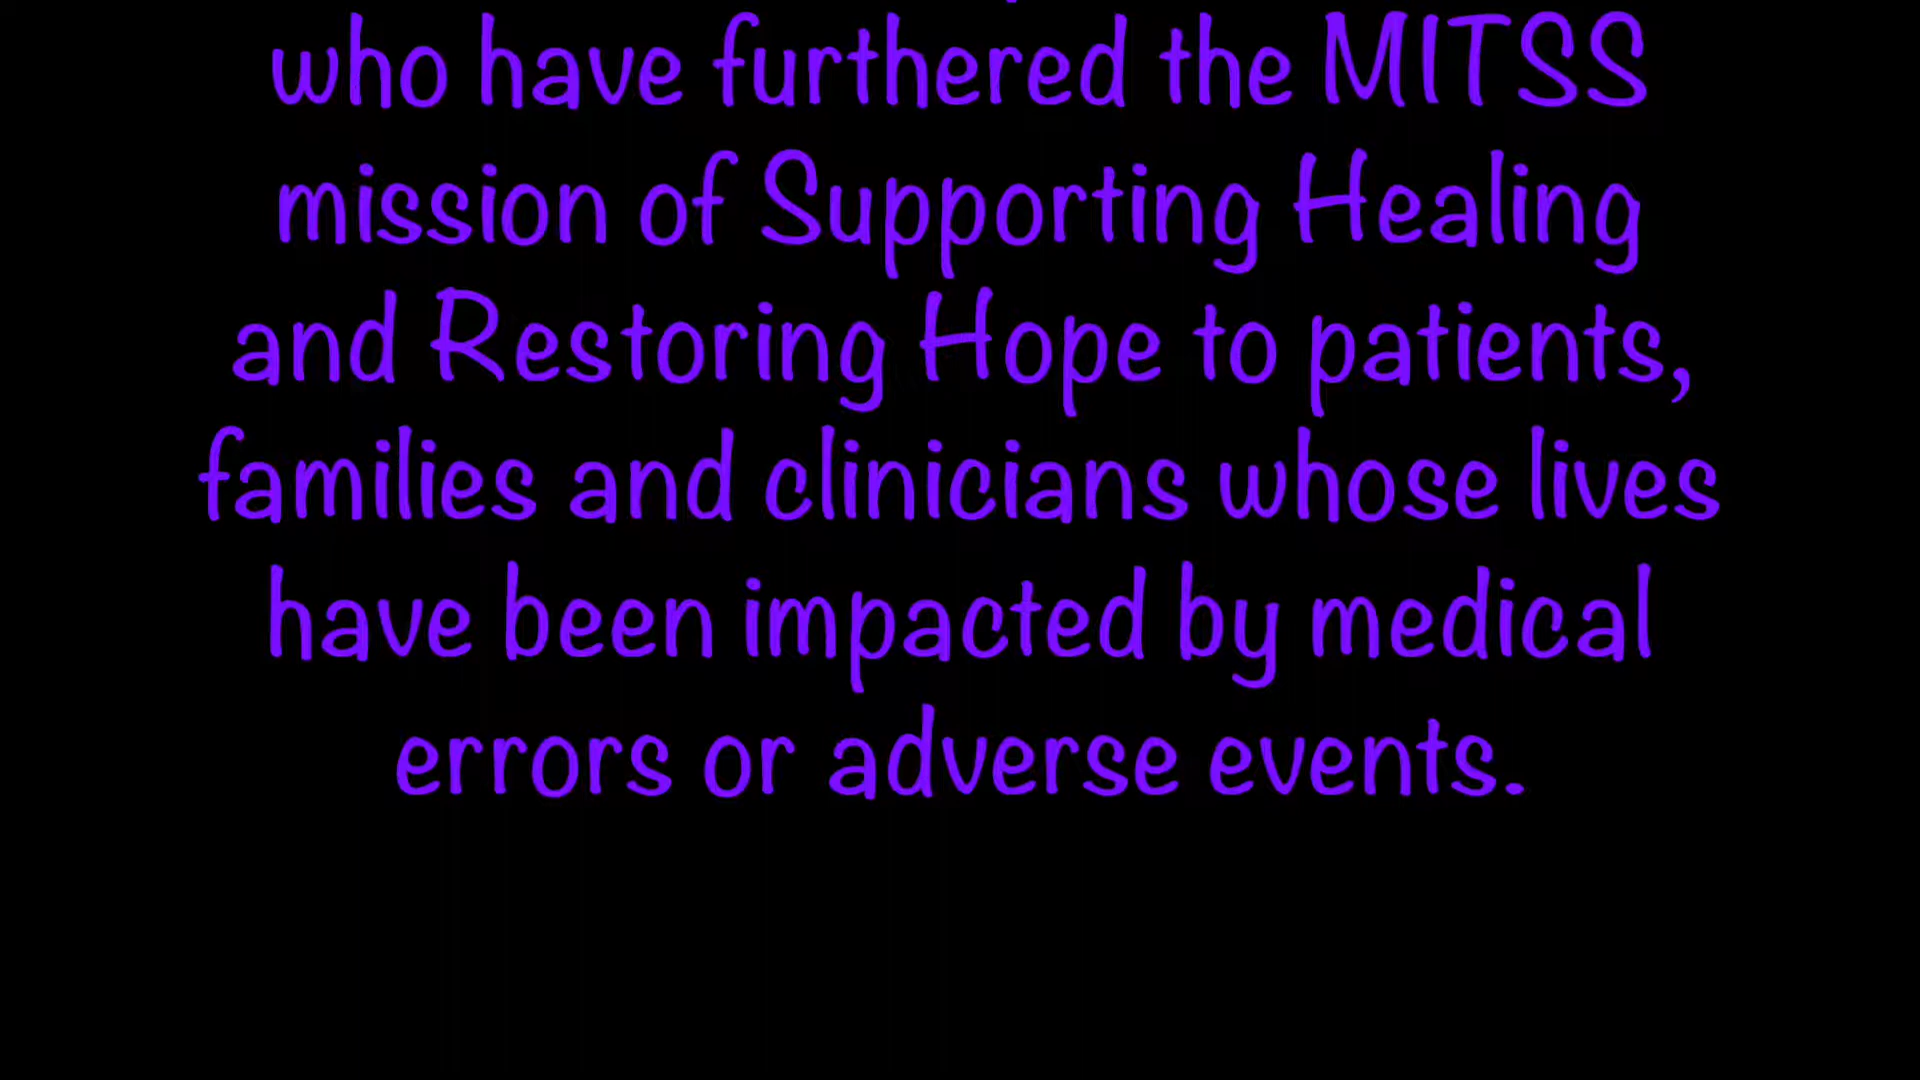 who have furthered the MITSS
mission of Supporting Healing
and Restoring Hope to patients,
families and clinicians whose lives
have been impacted by medical
errors or adverse events.